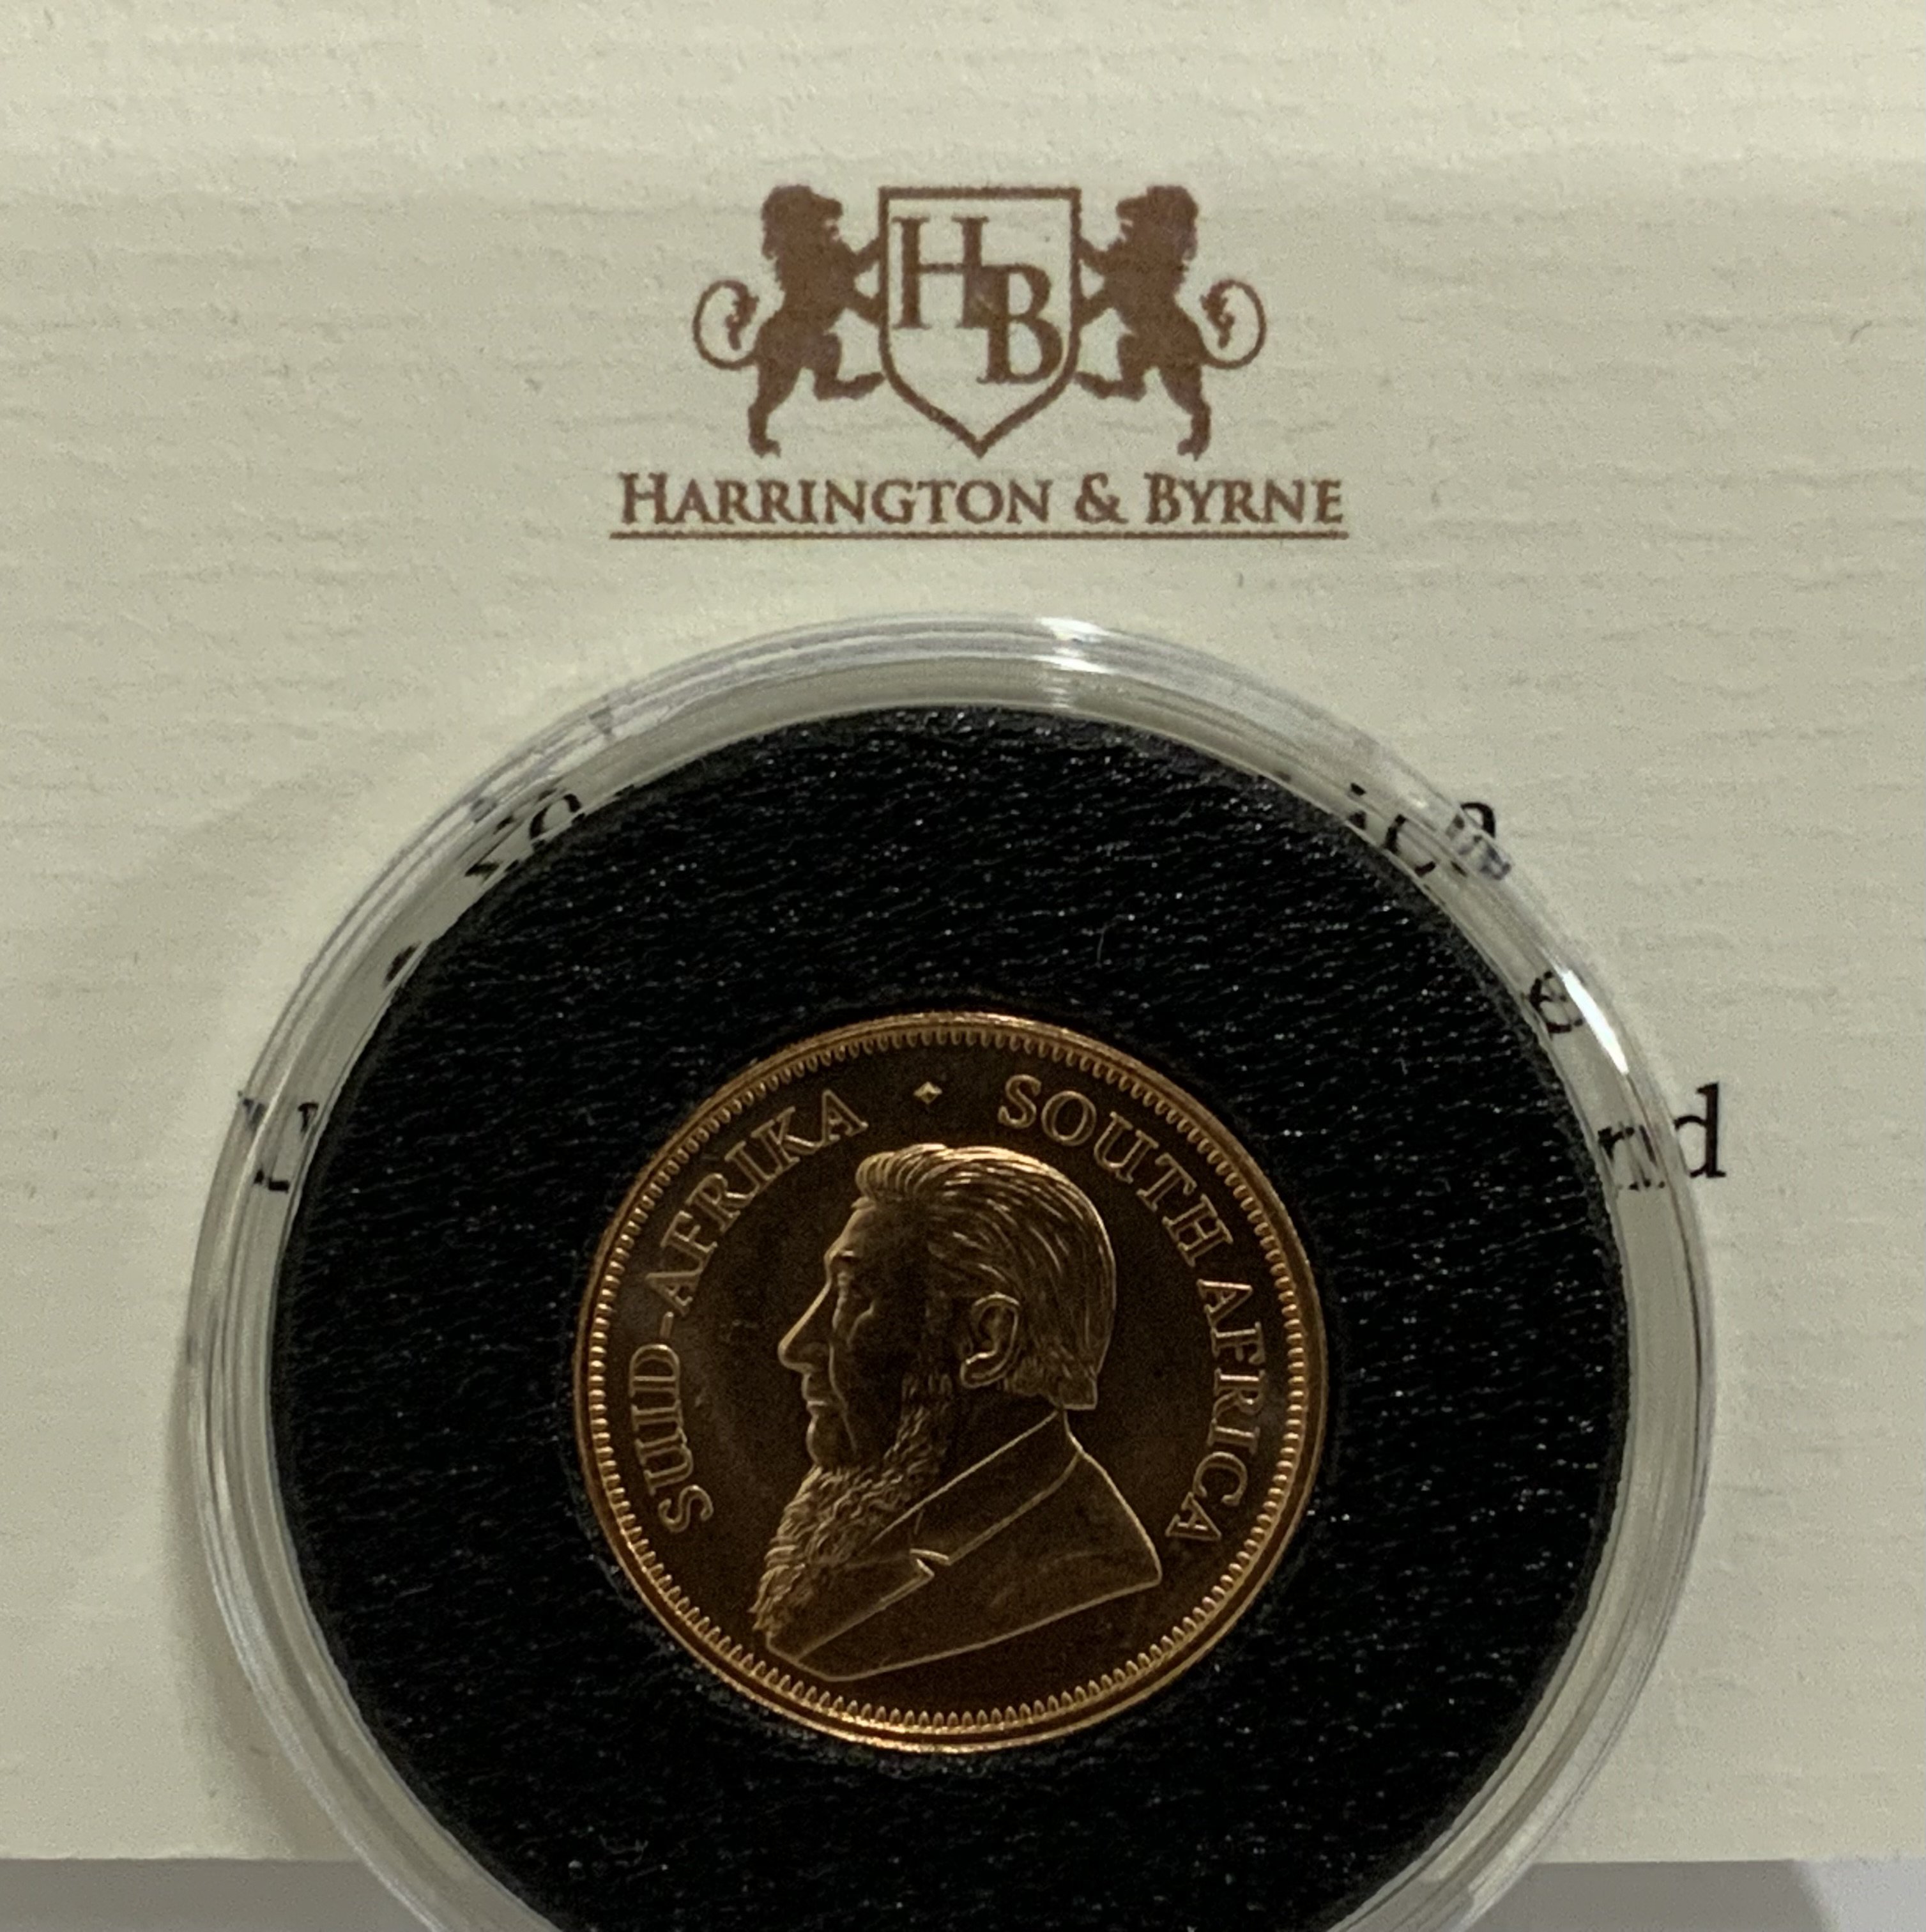 HB
HARRINGTON & BYRNE
SUID-AFRIKA ⬥ SOUTH AFRICA